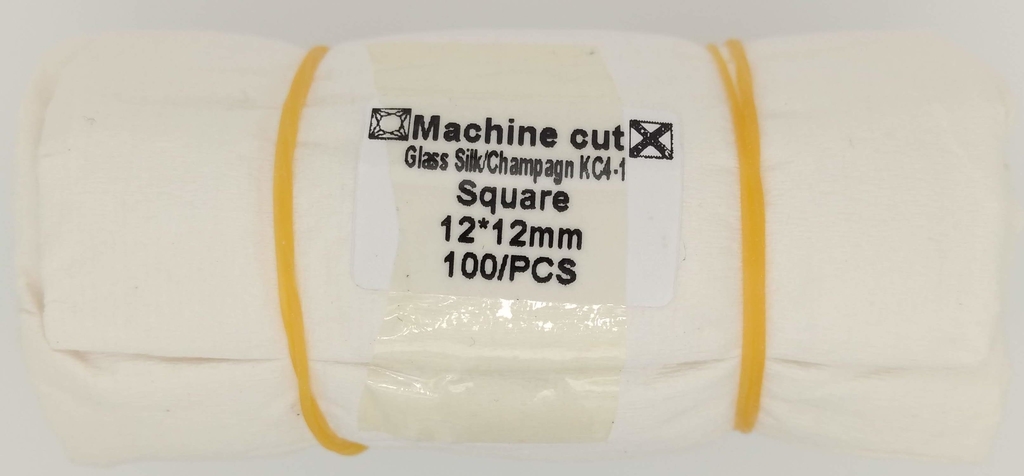 Machine cut
Glass Silk/Champagn KC4-1
Square
12*12mm
100/PCS